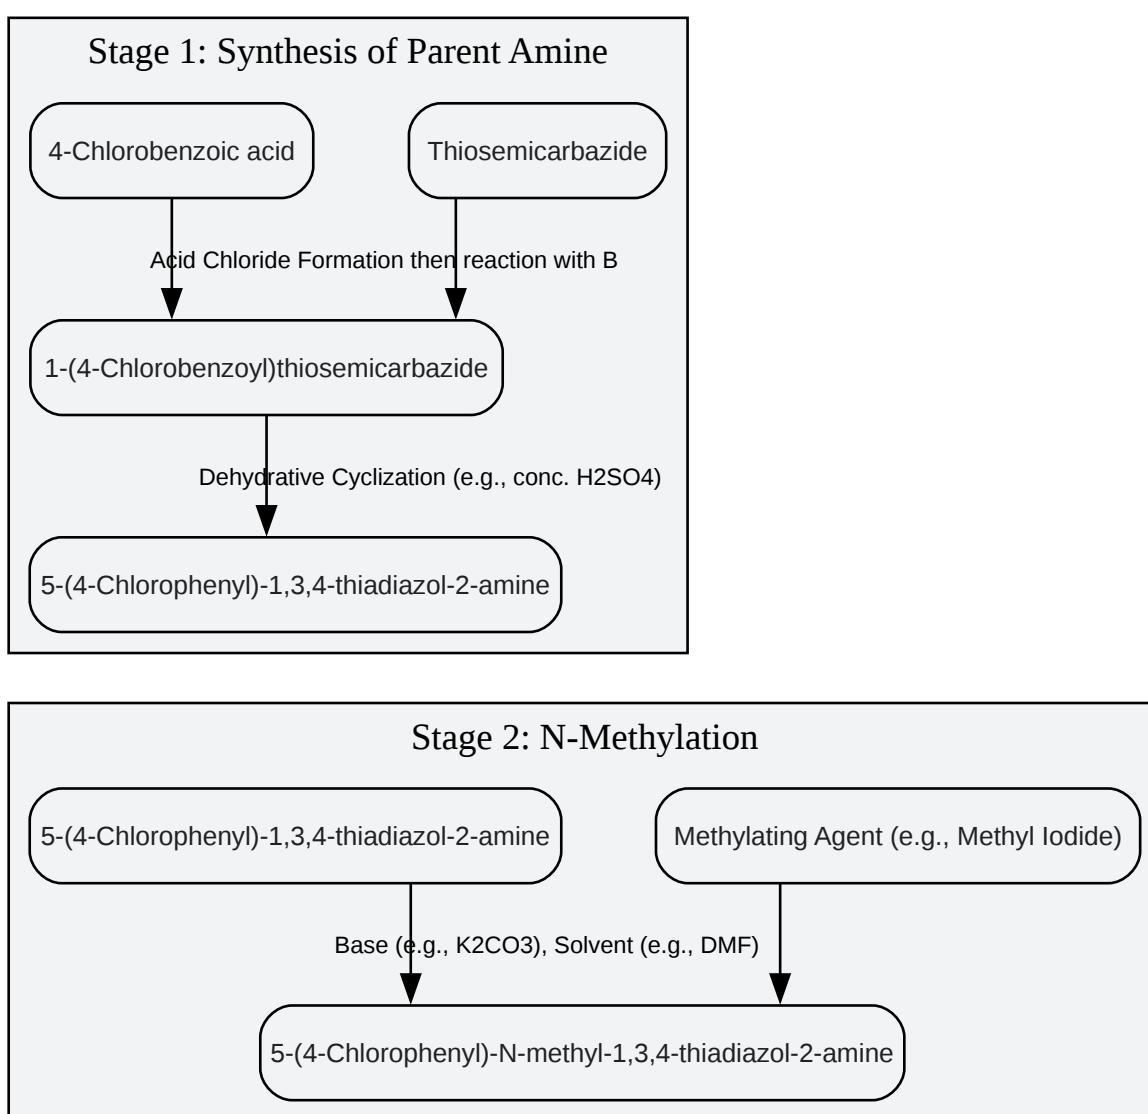 Stage 1: Synthesis of Parent Amine
4-Chlorobenzoic acid
Thiosemicarbazide
Acid Chloride Formation then reaction with B
1-(4-Chlorobenzoyl)thiosemicarbazide
Dehydrative Cyclization (e.g., conc. H2SO4)
5-(4-Chlorophenyl)-1,3,4-thiadiazol-2-amine
Stage 2: N-Methylation
5-(4-Chlorophenyl)-1,3,4-thiadiazol-2-amine
Methylating Agent (e.g., Methyl Iodide)
Base (e.g., K2CO3), Solvent (e.g., DMF)
5-(4-Chlorophenyl)-N-methyl-1,3,4-thiadiazol-2-amine